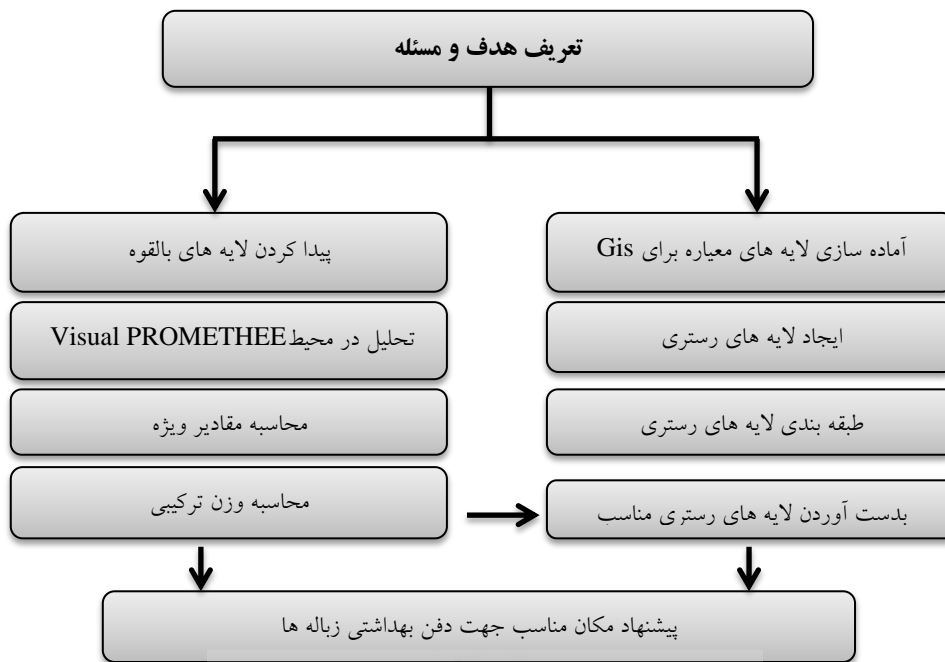 تعریف هدف و مسئله
آماده سازی لایه های معیاره برای Gis
ایجاد لایه های رستری
طبقه بندی لایه های رستری
بدست آوردن لایه های رستری مناسب
پیدا کردن لایه های بالقوه
تحلیل در محیط Visual PROMETHEE
محاسبه مقادیر ویژه
محاسبه وزن ترکیبی
پیشنهاد مکان مناسب جهت دفن بهداشتی زباله ها